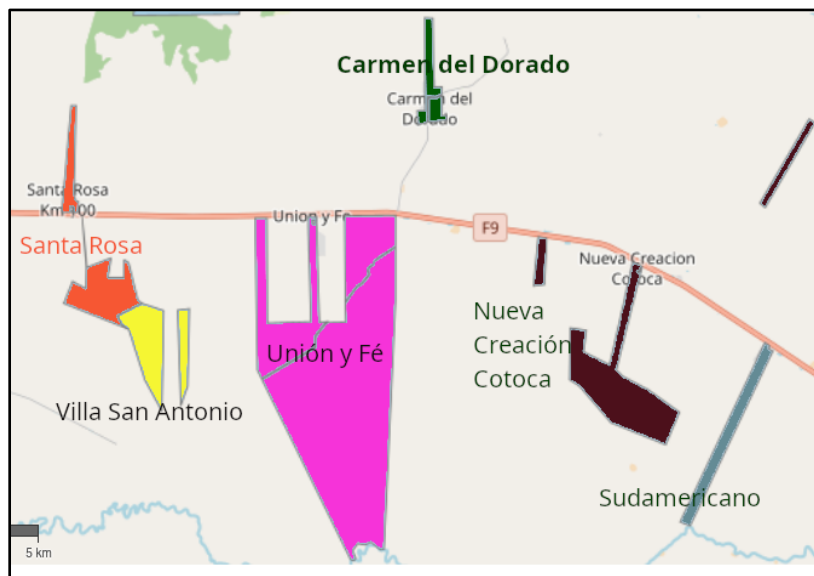 Carmen del Dorado
Carmen del
Dorado
Santa Rosa
Km 400
Santa Rosa
Union y Fe
F9
Nueva Creacion
Cotoca
Nueva
Creación
Cotoca
Unión y Fé
Villa San Antonio
Sudamericano
5 km